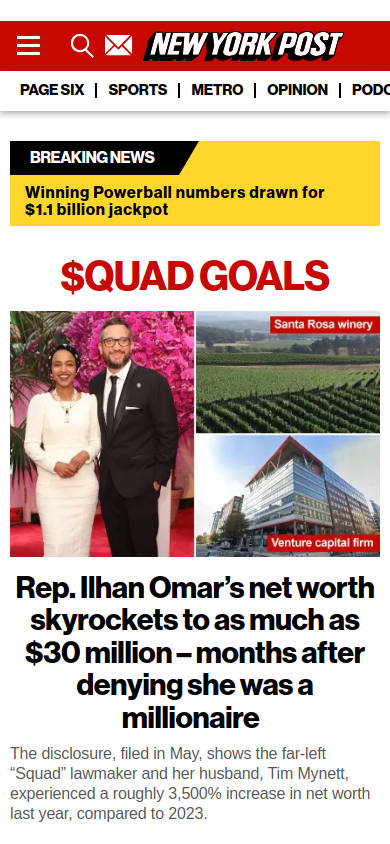 NEW YORK POST
PAGE SIX | SPORTS | METRO | OPINION | PODC
BREAKING NEWS
Winning Powerball numbers drawn for
$1.1 billion jackpot
$QUAD GOALS
Santa Rosa winery
Venture capital firm
Rep. Ilhan Omar’s net worth
skyrockets to as much as
$30 million – months after
denying she was a
millionaire
The disclosure, filed in May, shows the far-left
“Squad” lawmaker and her husband, Tim Mynett,
experienced a roughly 3,500% increase in net worth
last year, compared to 2023.